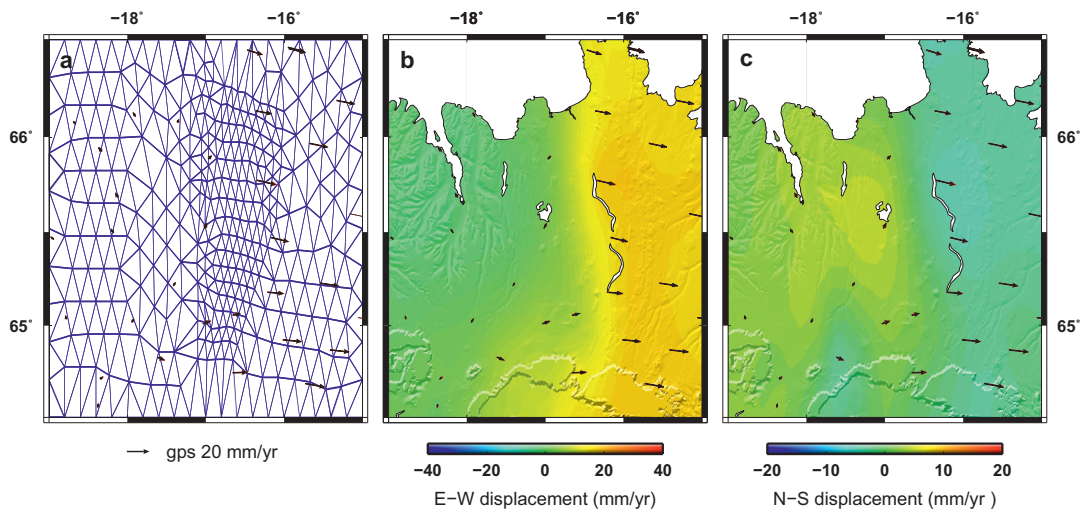 −18˚ −16˚ −18˚ −16˚ −18˚ −16˚
a b c
66˚ 66˚
65˚ 65˚
gps 20 mm/yr
−40 −20 0 20 40
E−W displacement (mm/yr)
−20 −10 0 10 20
N−S displacement (mm/yr )